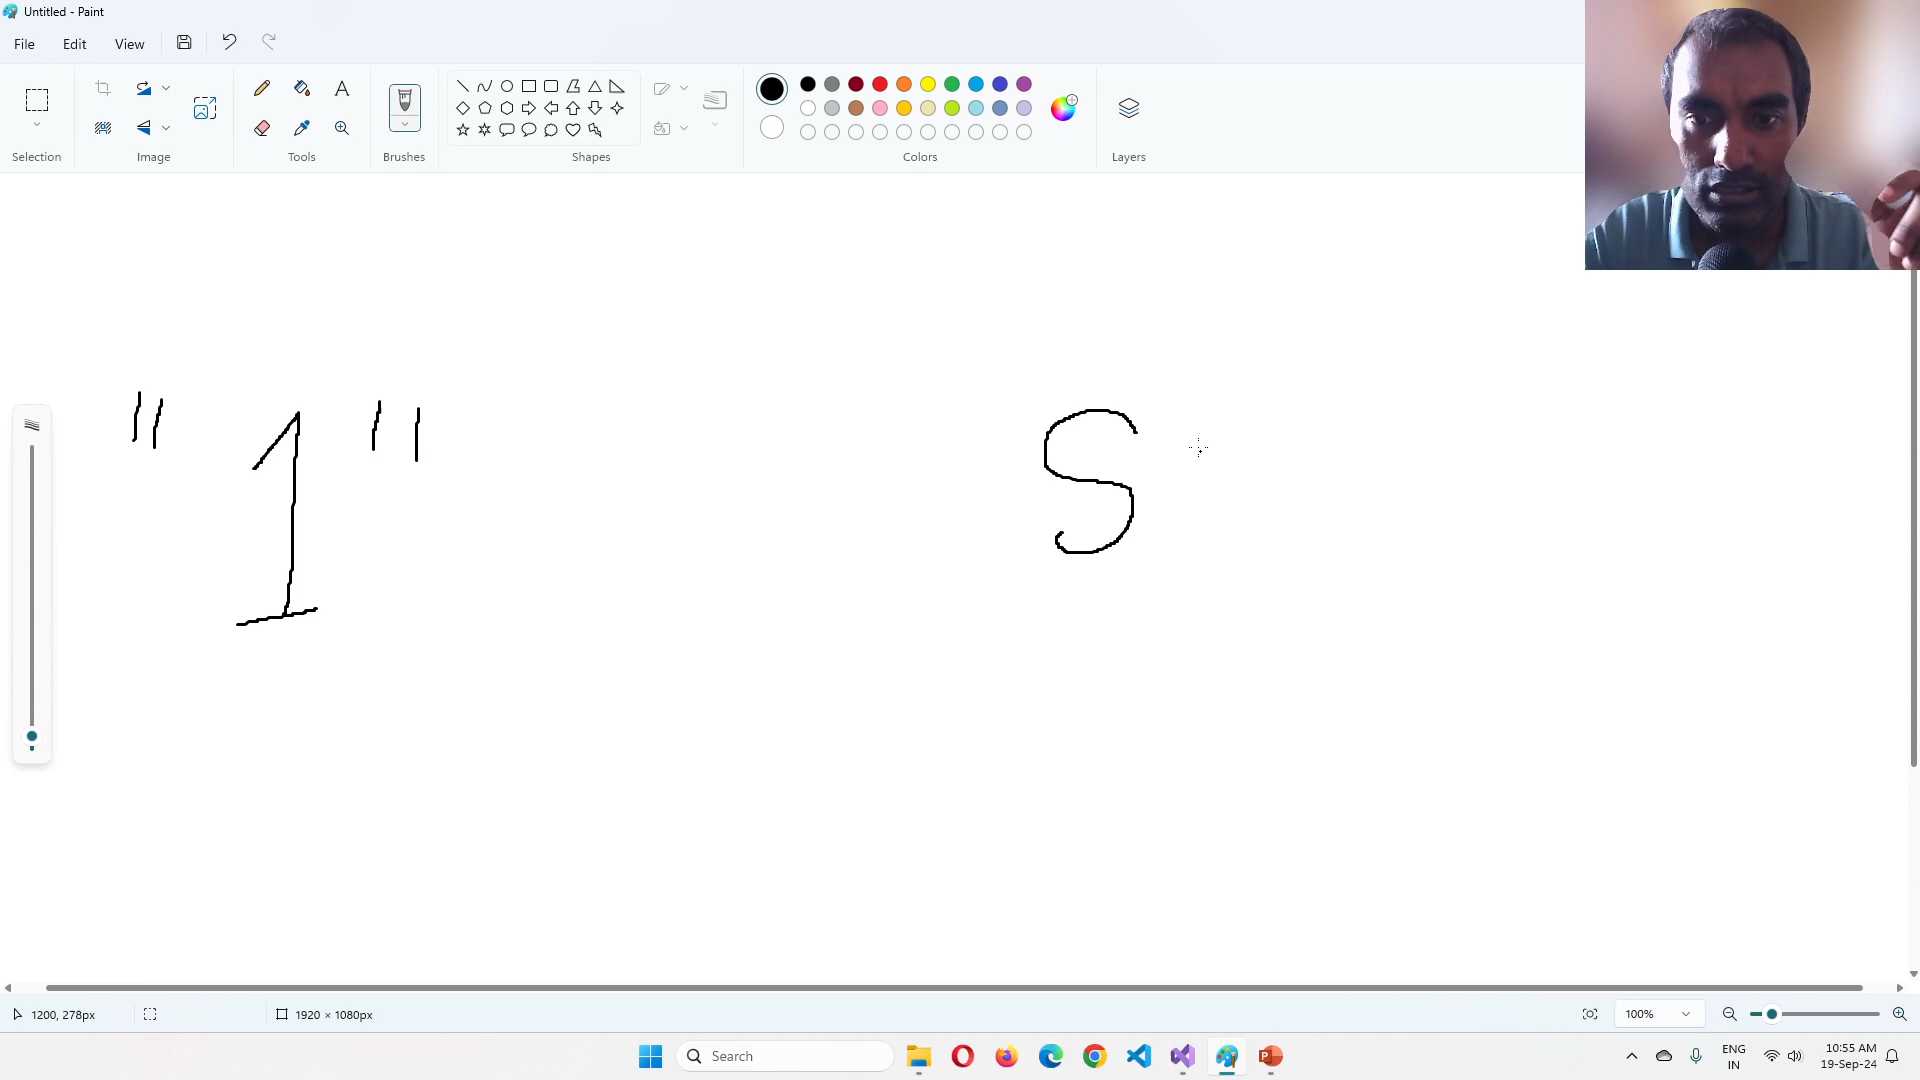 Untitled - Paint
File Edit View
Selection Image Tools Brushes Shapes Colors Layers
"1" S
1200, 278px 1920 × 1080px 100%
Search
ENG
IN
10:55 AM
19-Sep-24